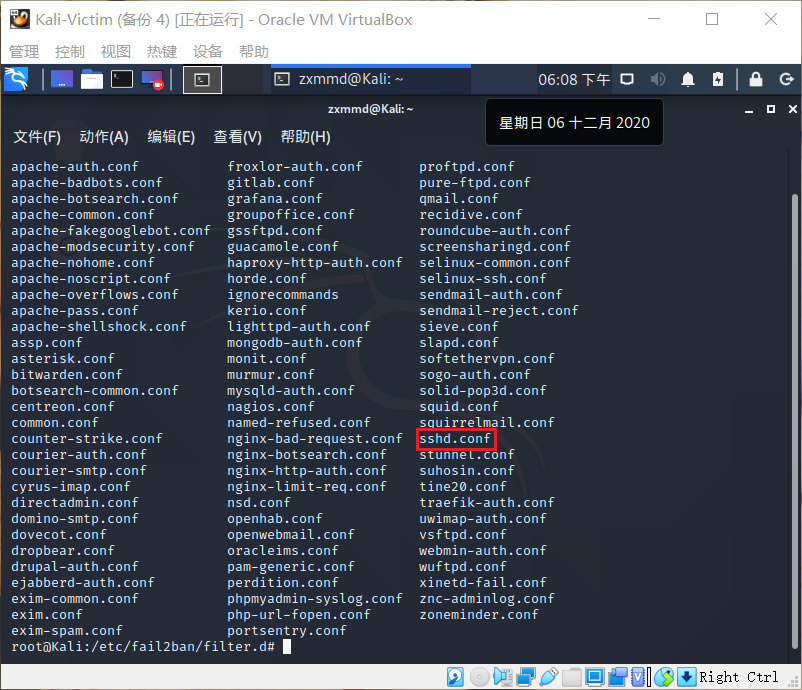 Kali-Victim (备份 4) [正在运行] - Oracle VM VirtualBox
管理 控制 视图 热键 设备 帮助
zxmmd@Kali: ~ 06:08 下午
zxmmd@Kali: ~
星期日 06 十二月 2020
文件(F) 动作(A) 编辑(E) 查看(V) 帮助(H)
apache-auth.conf froxlor-auth.conf proftpd.conf
apache-badbots.conf gitlab.conf pure-ftpd.conf
apache-botsearch.conf grafana.conf qmail.conf
apache-common.conf groupoffice.conf recidive.conf
apache-fakegooglebot.conf gssftpd.conf roundcube-auth.conf
apache-modsecurity.conf guacamole.conf screensharingd.conf
apache-nohome.conf haproxy-http-auth.conf selinux-common.conf
apache-noscript.conf horde.conf selinux-ssh.conf
apache-overflows.conf ignorecommands sendmail-auth.conf
apache-pass.conf kerio.conf sendmail-reject.conf
apache-shellshock.conf lighttpd-auth.conf sieve.conf
assp.conf mongodb-auth.conf slapd.conf
asterisk.conf monit.conf softethervpn.conf
bitwarden.conf murmur.conf sogo-auth.conf
botsearch-common.conf mysqld-auth.conf solid-pop3d.conf
centreon.conf nagios.conf squid.conf
common.conf named-refused.conf squirrelmail.conf
counter-strike.conf nginx-bad-request.conf sshd.conf
courier-auth.conf nginx-botsearch.conf stunnel.conf
courier-smtp.conf nginx-http-auth.conf suhosin.conf
cyrus-imap.conf nginx-limit-req.conf tine20.conf
directadmin.conf nsd.conf traefik-auth.conf
domino-smtp.conf openhab.conf uwimap-auth.conf
dovecot.conf openwebmail.conf vsftpd.conf
dropbear.conf oracleims.conf webmin-auth.conf
drupal-auth.conf pam-generic.conf wuftpd.conf
ejabberd-auth.conf perdition.conf xinetd-fail.conf
exim-common.conf phpmyadmin-syslog.conf znc-adminlog.conf
exim.conf php-url-fopen.conf zoneminder.conf
exim-spam.conf portsentry.conf
root@Kali:/etc/fail2ban/filter.d#
Right Ctrl